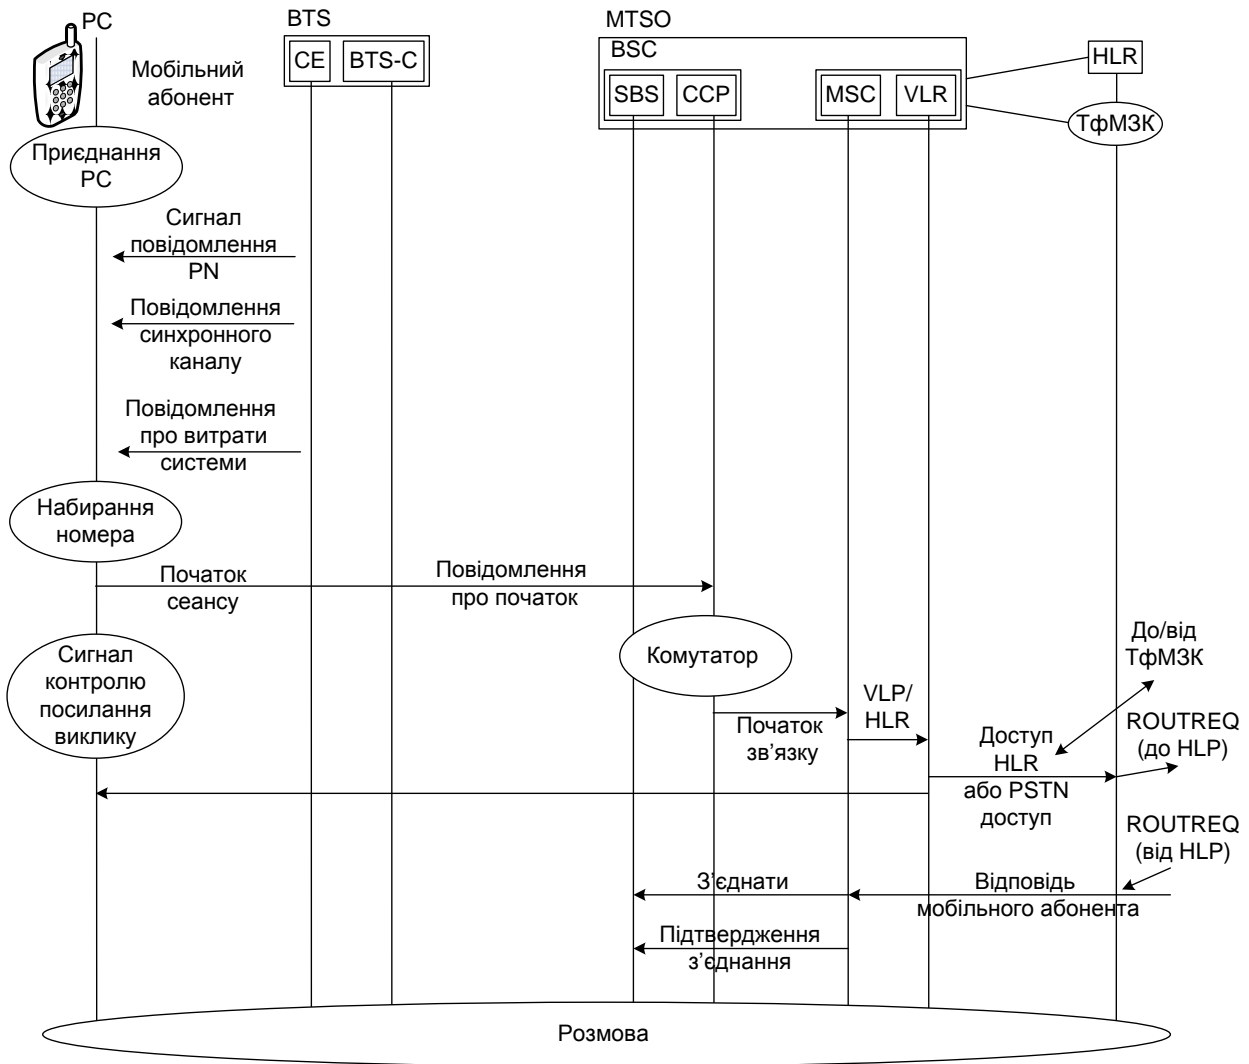 PC
BTS
MTSO
BSC
CE
BTS-C
SBS
CCP
MSC
VLR
HLR
ТфМЗК
Мобільний
абонент
Приєднання
PC
Сигнал
повідомлення
PN
Повідомлення
синхронного
каналу
Повідомлення
про витрати
системи
Набирання
номера
Початок
сеансу
Повідомлення
про початок
Сигнал
контролю
посилання
виклику
Комутатор
VLP/
HLR
Початок
зв’язку
До/від
ТфМЗК
Доступ
HLR
або PSTN
доступ
ROUTREQ
(до HLP)
ROUTREQ
(від HLP)
З’єднати
Відповідь
мобільного абонента
Підтвердження
з’єднання
Розмова